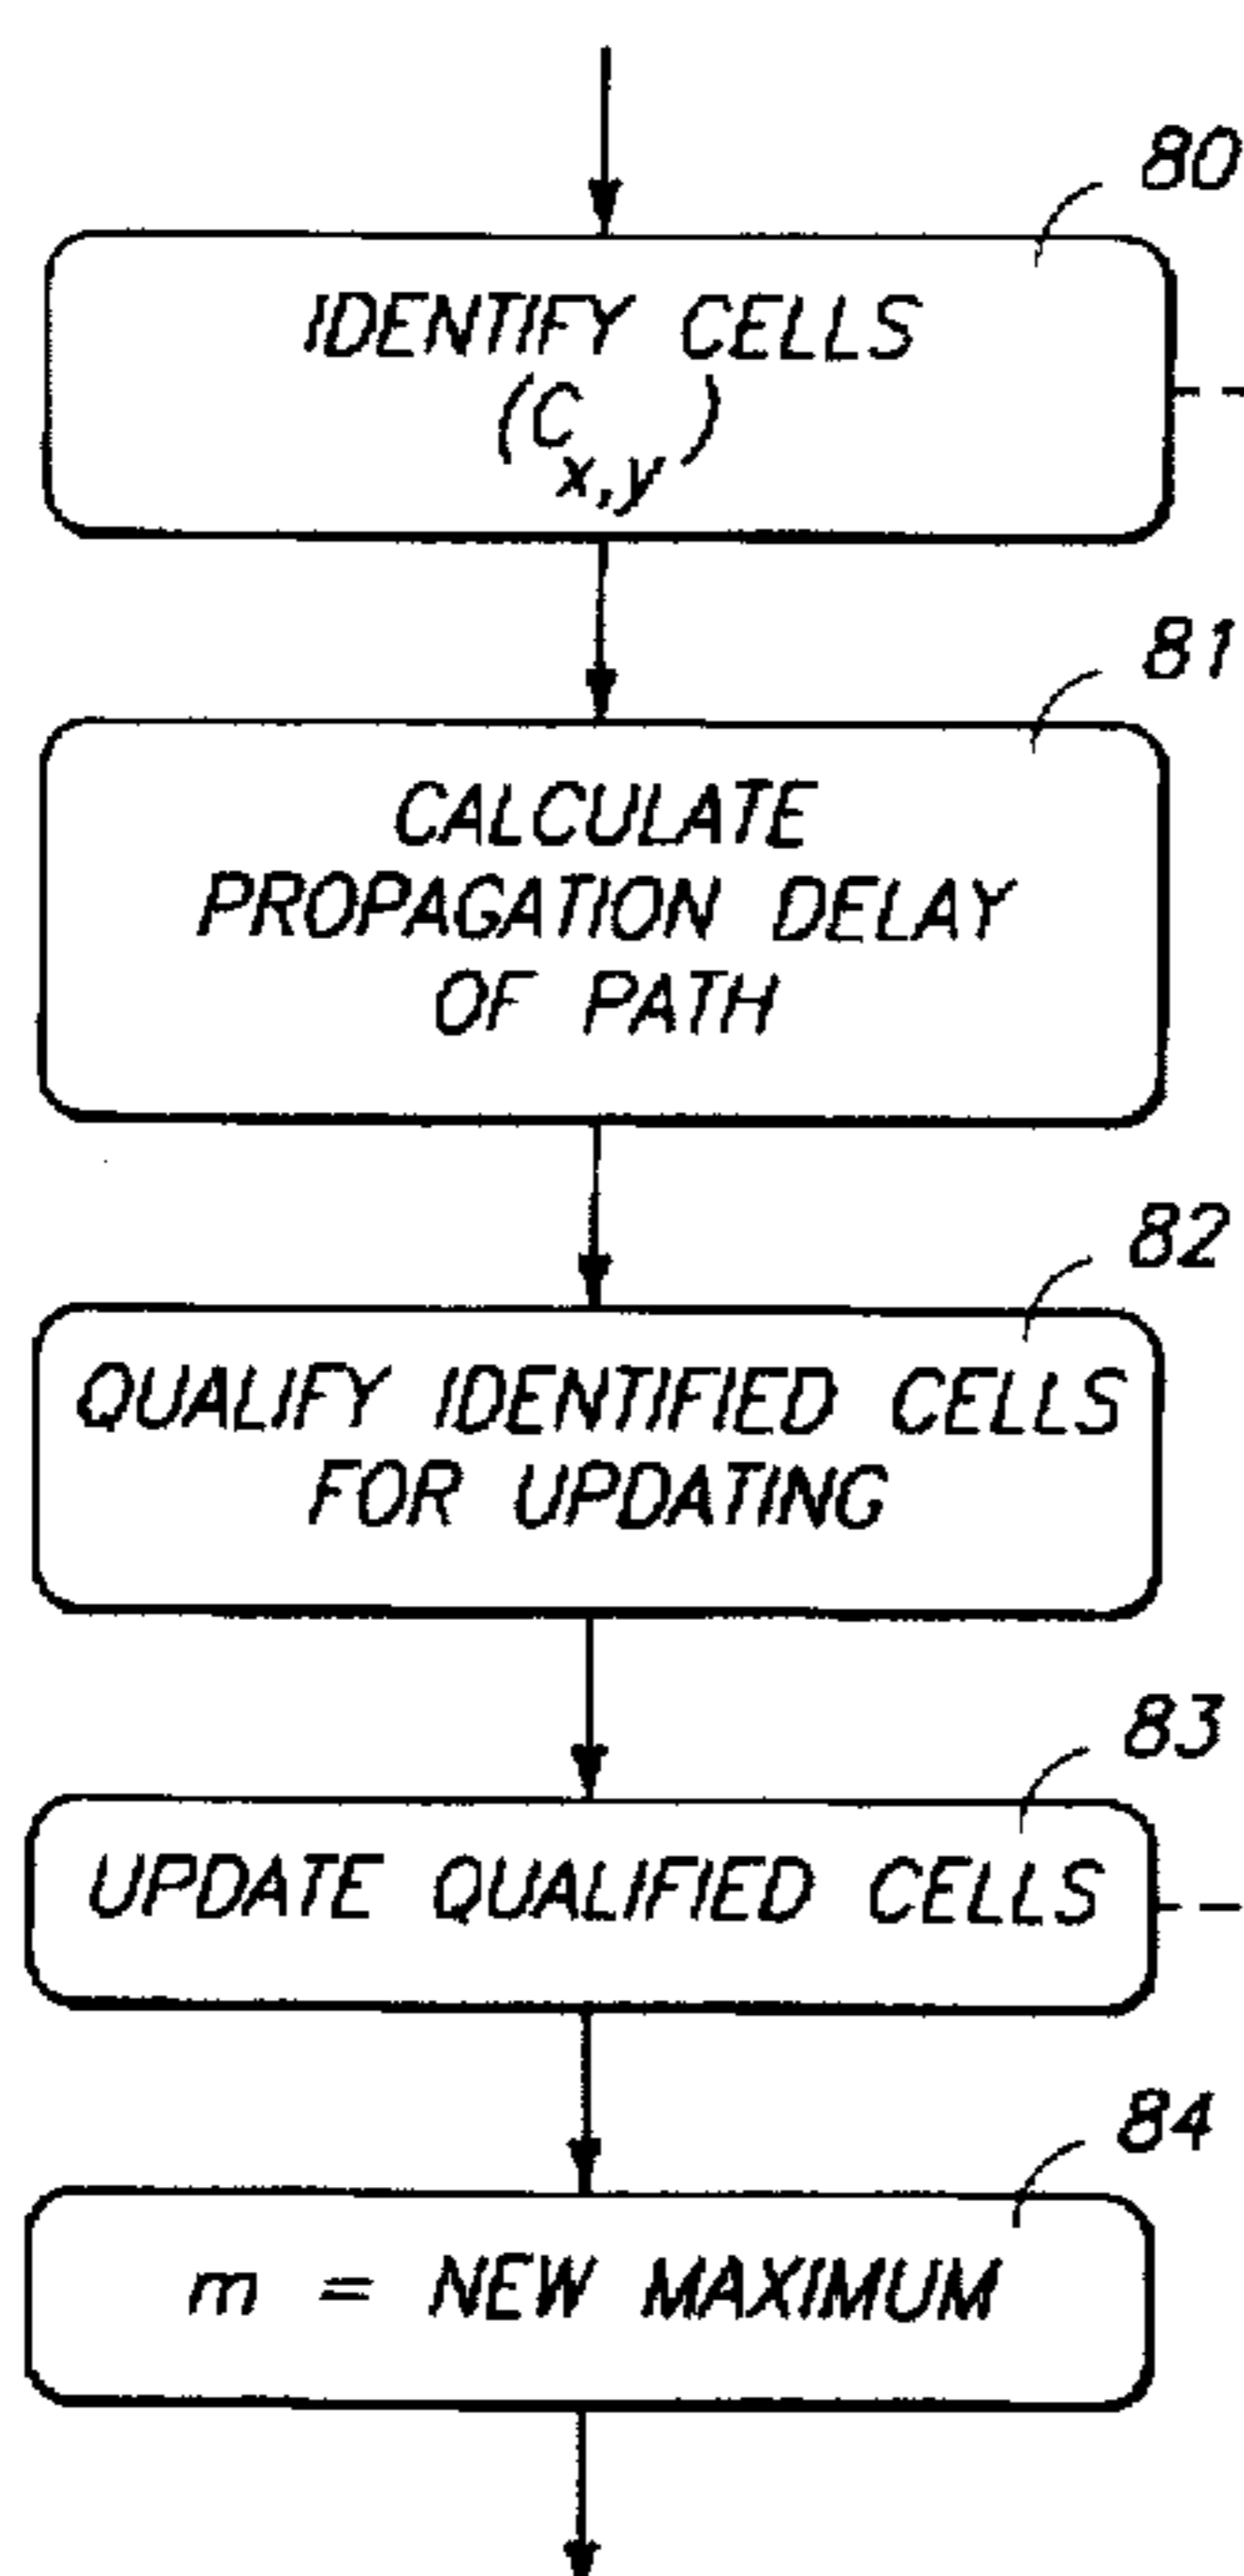 80
IDENTIFY CELLS
(C x,y)
81
CALCULATE
PROPAGATION DELAY
OF PATH
82
QUALIFY IDENTIFIED CELLS
FOR UPDATING
83
UPDATE QUALIFIED CELLS
84
m = NEW MAXIMUM